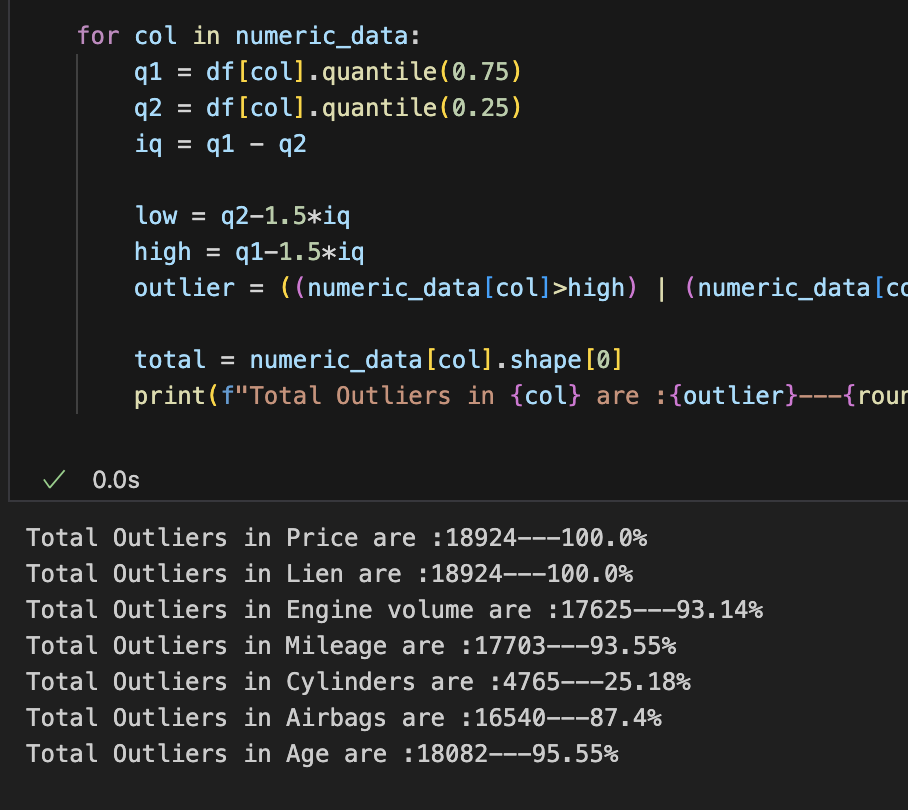 for col in numeric_data:
q1 = df[col].quantile(0.75)
q2 = df[col].quantile(0.25)
iq = q1 - q2
low = q2-1.5*iq
high = q1-1.5*iq
outlier = ((numeric_data[col]>high) | (numeric_data[co
total = numeric_data[col].shape[0]
print(f"Total Outliers in {col} are :{outlier}---{roun
0.0s
Total Outliers in Price are :18924---100.0%
Total Outliers in Lien are :18924---100.0%
Total Outliers in Engine volume are :17625---93.14%
Total Outliers in Mileage are :17703---93.55%
Total Outliers in Cylinders are :4765---25.18%
Total Outliers in Airbags are :16540---87.4%
Total Outliers in Age are :18082---95.55%